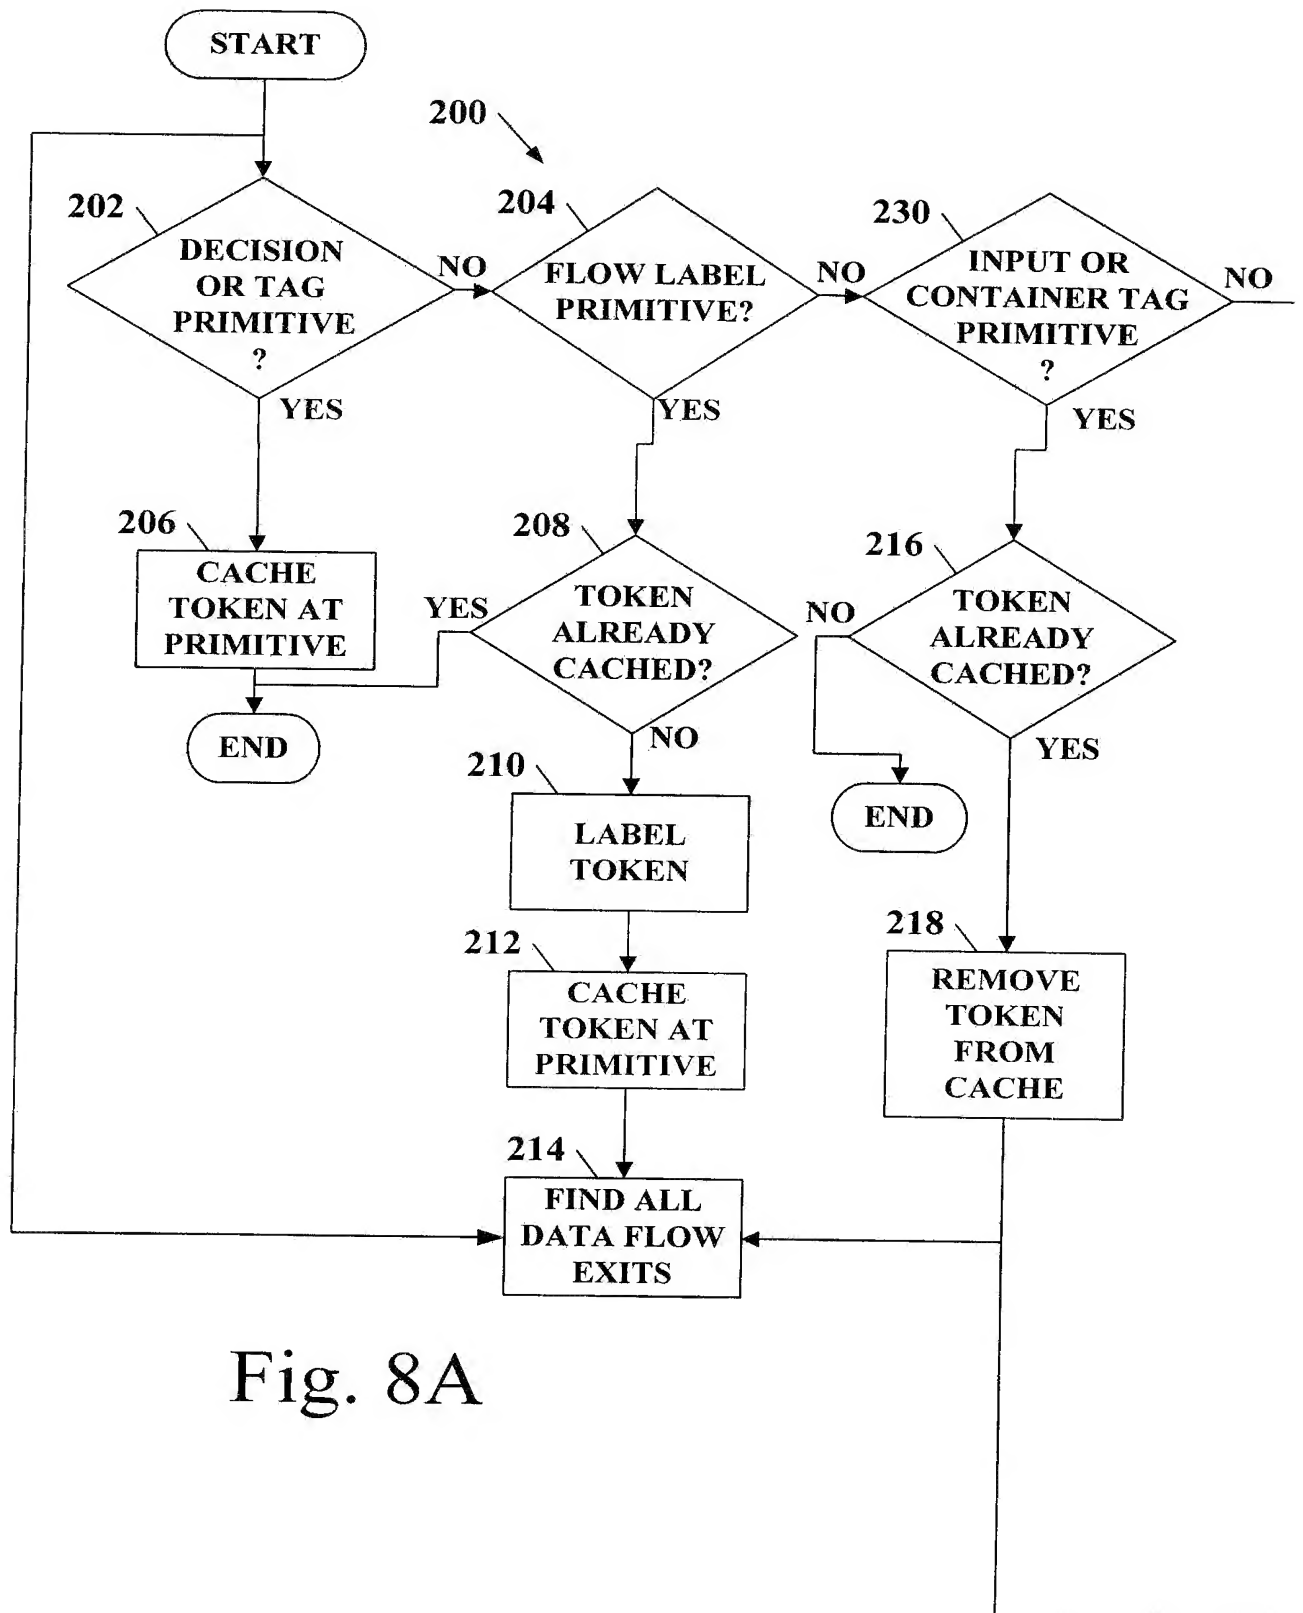 START
200
202
DECISION
OR TAG
PRIMITIVE
?
NO
YES
204
FLOW LABEL
PRIMITIVE?
NO
YES
230
INPUT OR
CONTAINER TAG
PRIMITIVE
?
NO
YES
206
CACHE
TOKEN AT
PRIMITIVE
END
208
TOKEN
ALREADY
CACHED?
YES
NO
216
TOKEN
ALREADY
CACHED?
NO
YES
END
210
LABEL
TOKEN
212
CACHE
TOKEN AT
PRIMITIVE
218
REMOVE
TOKEN
FROM
CACHE
214
FIND ALL
DATA FLOW
EXITS
Fig. 8A